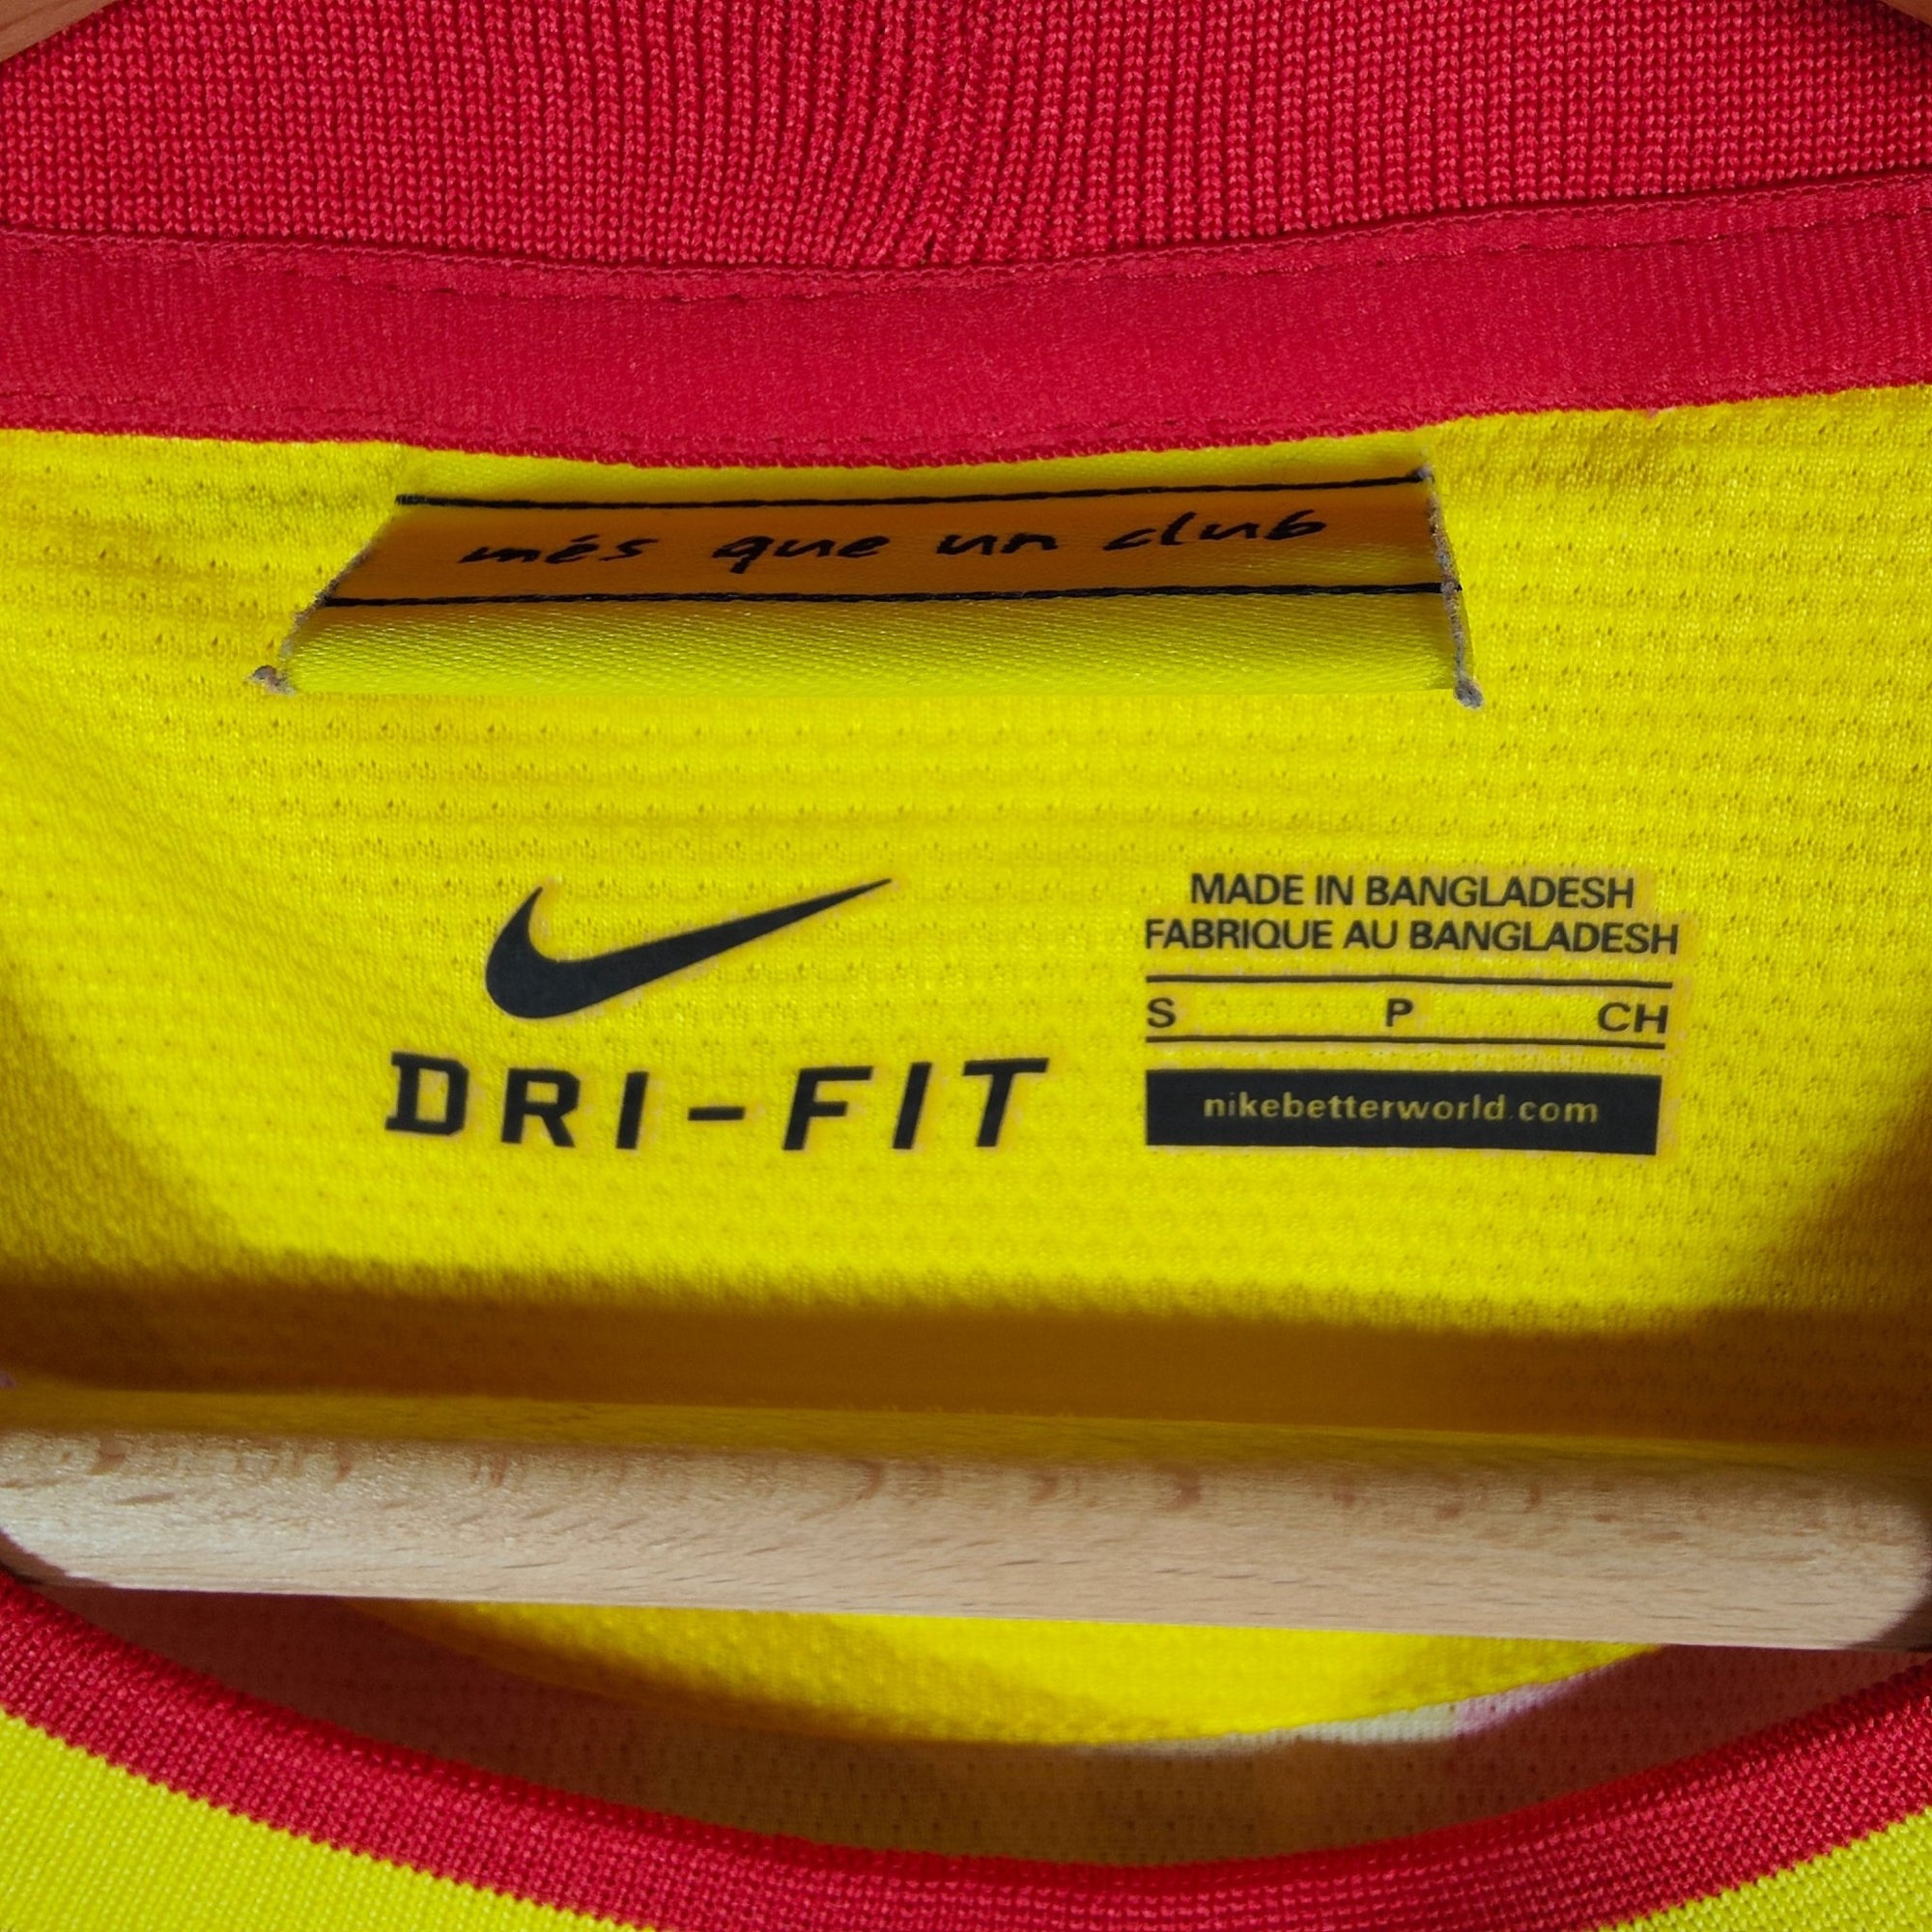 més que un club
DRI-FIT
MADE IN BANGLADESH
FABRIQUE AU BANGLADESH
S P CH
nikebetterworld.com